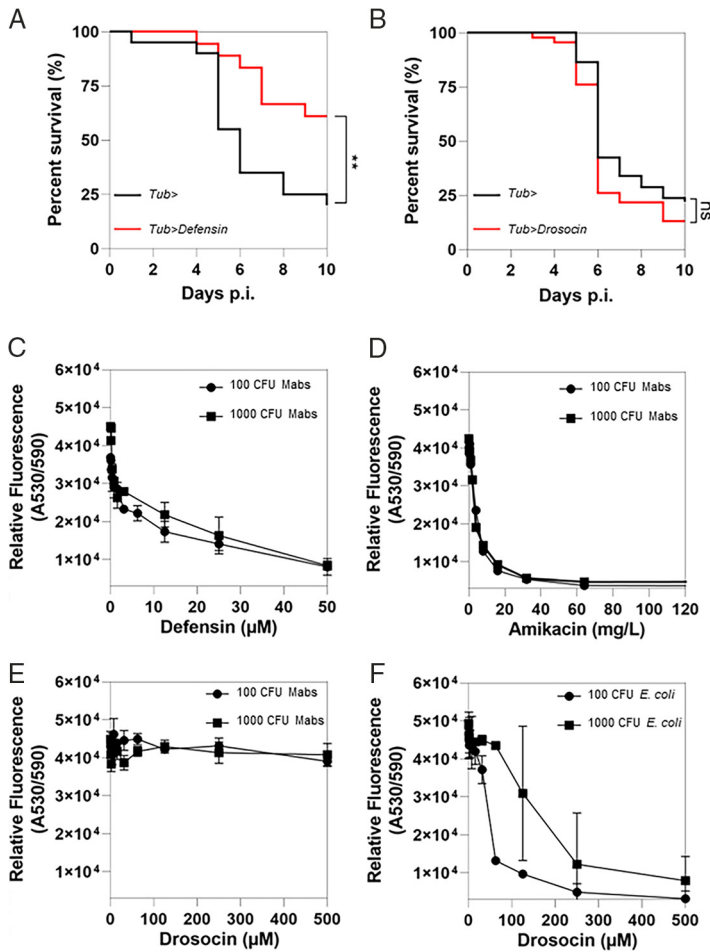 A
Percent survival (%)
100
75
50
25
0
0 2 4 6 8 10
Days p.i.
Tub>
Tub>Defensin
**
B
Percent survival (%)
100
75
50
25
0
0 2 4 6 8 10
Days p.i.
Tub>
Tub>Drosocin
ns
C
Relative Fluorescence
(A530/590)
6×10⁴
5×10⁴
4×10⁴
3×10⁴
2×10⁴
1×10⁴
0 10 20 30 40 50
Defensin (µM)
100 CFU Mabs
1000 CFU Mabs
D
Relative Fluorescence
(A530/590)
6×10⁴
5×10⁴
4×10⁴
3×10⁴
2×10⁴
1×10⁴
0 20 40 60 80 100 120
Amikacin (mg/L)
100 CFU Mabs
1000 CFU Mabs
E
Relative Fluorescence
(A530/590)
6×10⁴
5×10⁴
4×10⁴
3×10⁴
2×10⁴
1×10⁴
0 100 200 300 400 500
Drosocin (µM)
100 CFU Mabs
1000 CFU Mabs
F
Relative Fluorescence
(A530/590)
6×10⁴
5×10⁴
4×10⁴
3×10⁴
2×10⁴
1×10⁴
0 100 200 300 400 500
Drosocin (µM)
100 CFU E. coli
1000 CFU E. coli